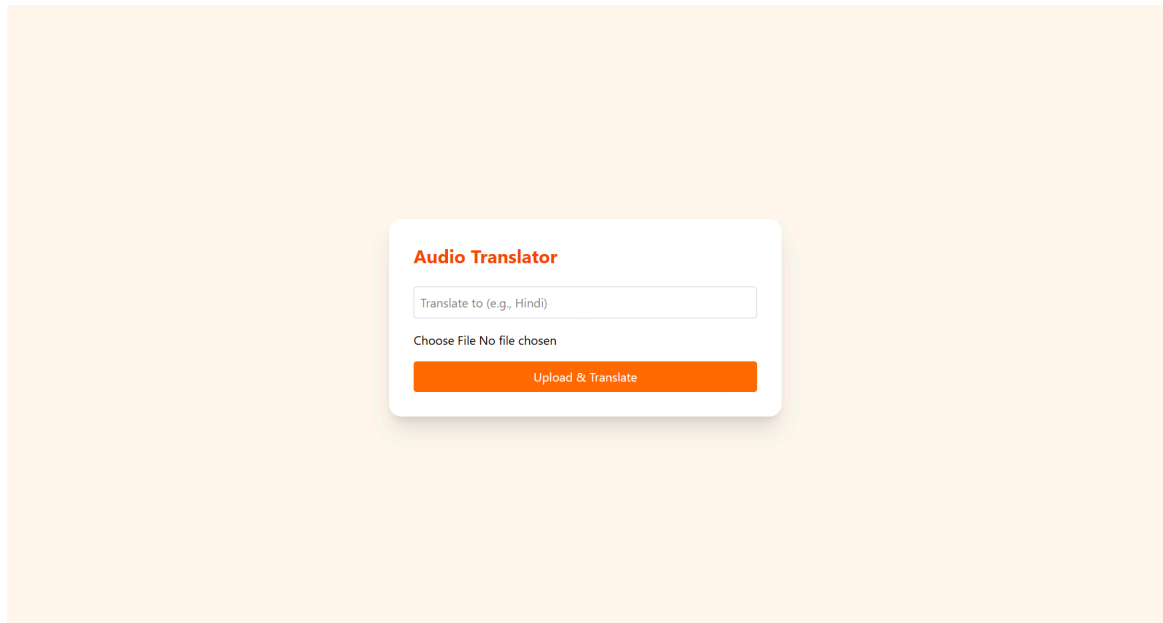 Audio Translator
Translate to (e.g., Hindi)
Choose File No file chosen
Upload & Translate